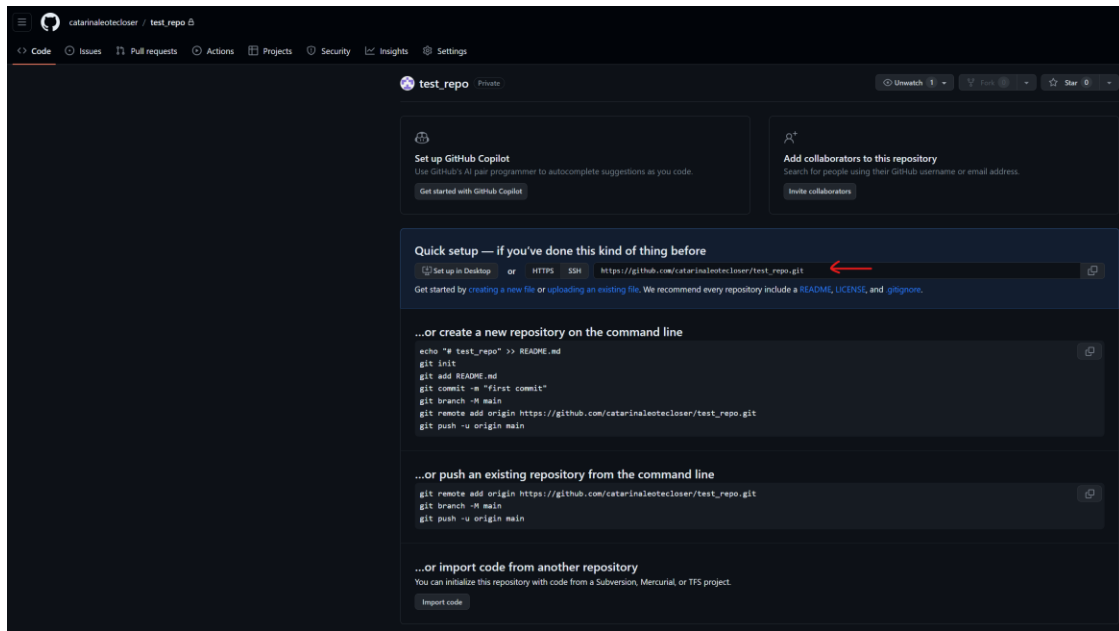 catarinaleotecloser / test_repo
Code Issues Pull requests Actions Projects Security Insights Settings
test_repo Private
Unwatch 1 Fork 0 Star 0
Set up GitHub Copilot
Use GitHub's AI pair programmer to autocomplete suggestions as you code.
Get started with GitHub Copilot
Add collaborators to this repository
Search for people using their GitHub username or email address.
Invite collaborators
Quick setup — if you've done this kind of thing before
Set up in Desktop or HTTPS SSH https://github.com/catarinaleotecloser/test_repo.git
Get started by creating a new file or uploading an existing file. We recommend every repository include a README, LICENSE, and .gitignore.
...or create a new repository on the command line
echo "# test_repo" >> README.md
git init
git add README.md
git commit -m "first commit"
git branch -M main
git remote add origin https://github.com/catarinaleotecloser/test_repo.git
git push -u origin main
...or push an existing repository from the command line
git remote add origin https://github.com/catarinaleotecloser/test_repo.git
git branch -M main
git push -u origin main
...or import code from another repository
You can initialize this repository with code from a Subversion, Mercurial, or TFS project.
Import code